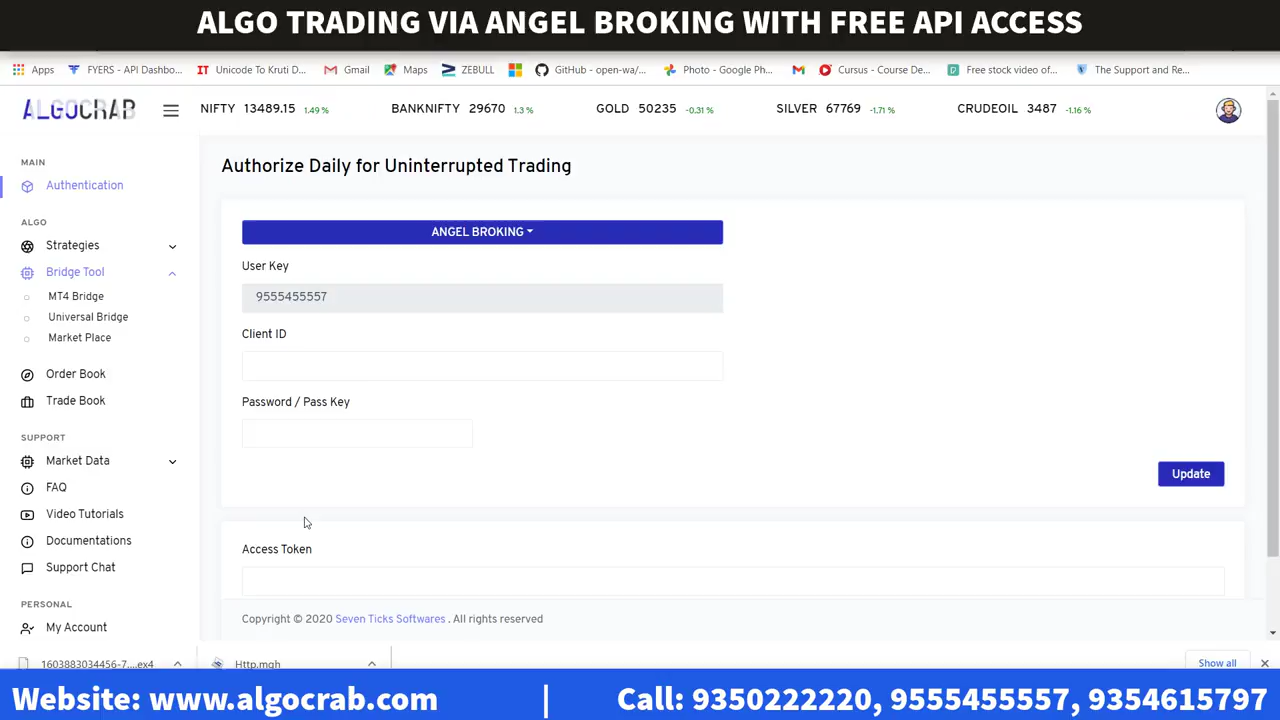 ALGO TRADING VIA ANGEL BROKING WITH FREE API ACCESS
Apps FYERS - API Dashbo... Unicode To Kruti D... Gmail Maps ZEBULL GitHub - open-wa/... Photo - Google Ph... Cursus - Course De... Free stock video of... The Support and Re...
ALGOCRAB NIFTY 13489.15 1.49 % BANKNIFTY 29670 1.3 % GOLD 50235 -0.31 % SILVER 67769 -1.71 % CRUDEOIL 3487 -1.16 %
MAIN
Authentication
ALGO
Strategies
Bridge Tool
MT4 Bridge
Universal Bridge
Market Place
Order Book
Trade Book
SUPPORT
Market Data
FAQ
Video Tutorials
Documentations
Support Chat
PERSONAL
My Account
Authorize Daily for Uninterrupted Trading
ANGEL BROKING
User Key
9555455557
Client ID
Password / Pass Key
Update
Access Token
Copyright © 2020 Seven Ticks Softwares . All rights reserved
1603883034456-7....ex4 Http.mqh Show all
Website: www.algocrab.com | Call: 9350222220, 9555455557, 9354615797